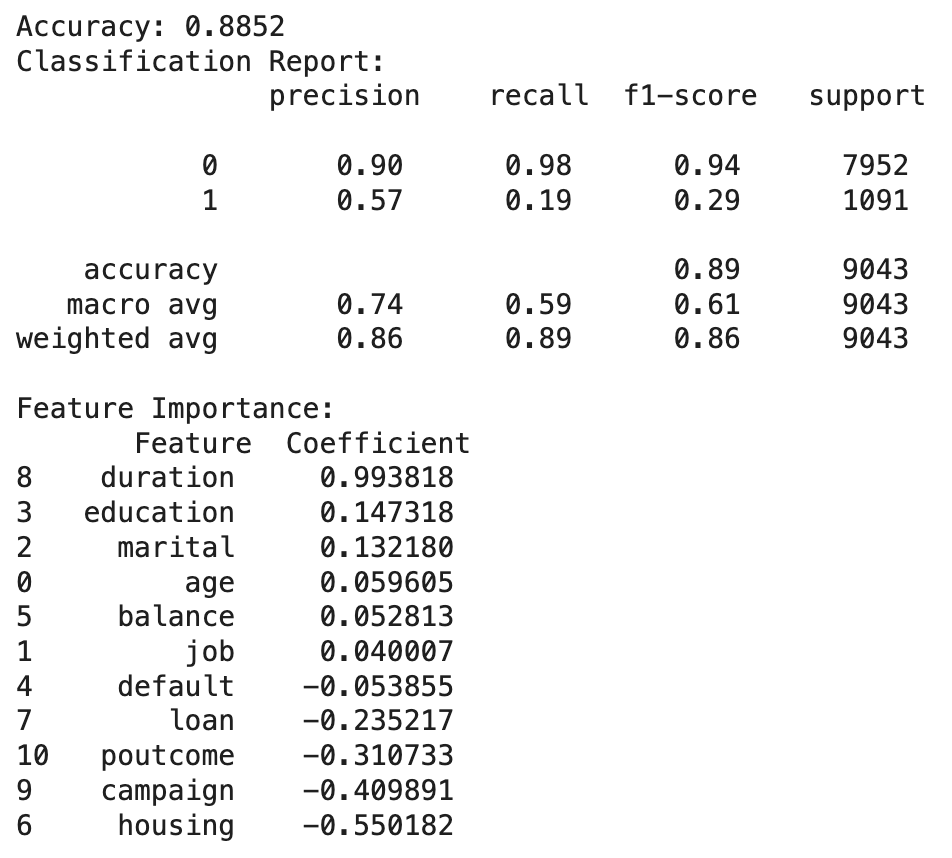 Accuracy: 0.8852
Classification Report:
precision recall f1-score support
0 0.90 0.98 0.94 7952
1 0.57 0.19 0.29 1091
accuracy 0.89 9043
macro avg 0.74 0.59 0.61 9043
weighted avg 0.86 0.89 0.86 9043
Feature Importance:
Feature Coefficient
8 duration 0.993818
3 education 0.147318
2 marital 0.132180
0 age 0.059605
5 balance 0.052813
1 job 0.040007
4 default -0.053855
7 loan -0.235217
10 poutcome -0.310733
9 campaign -0.409891
6 housing -0.550182